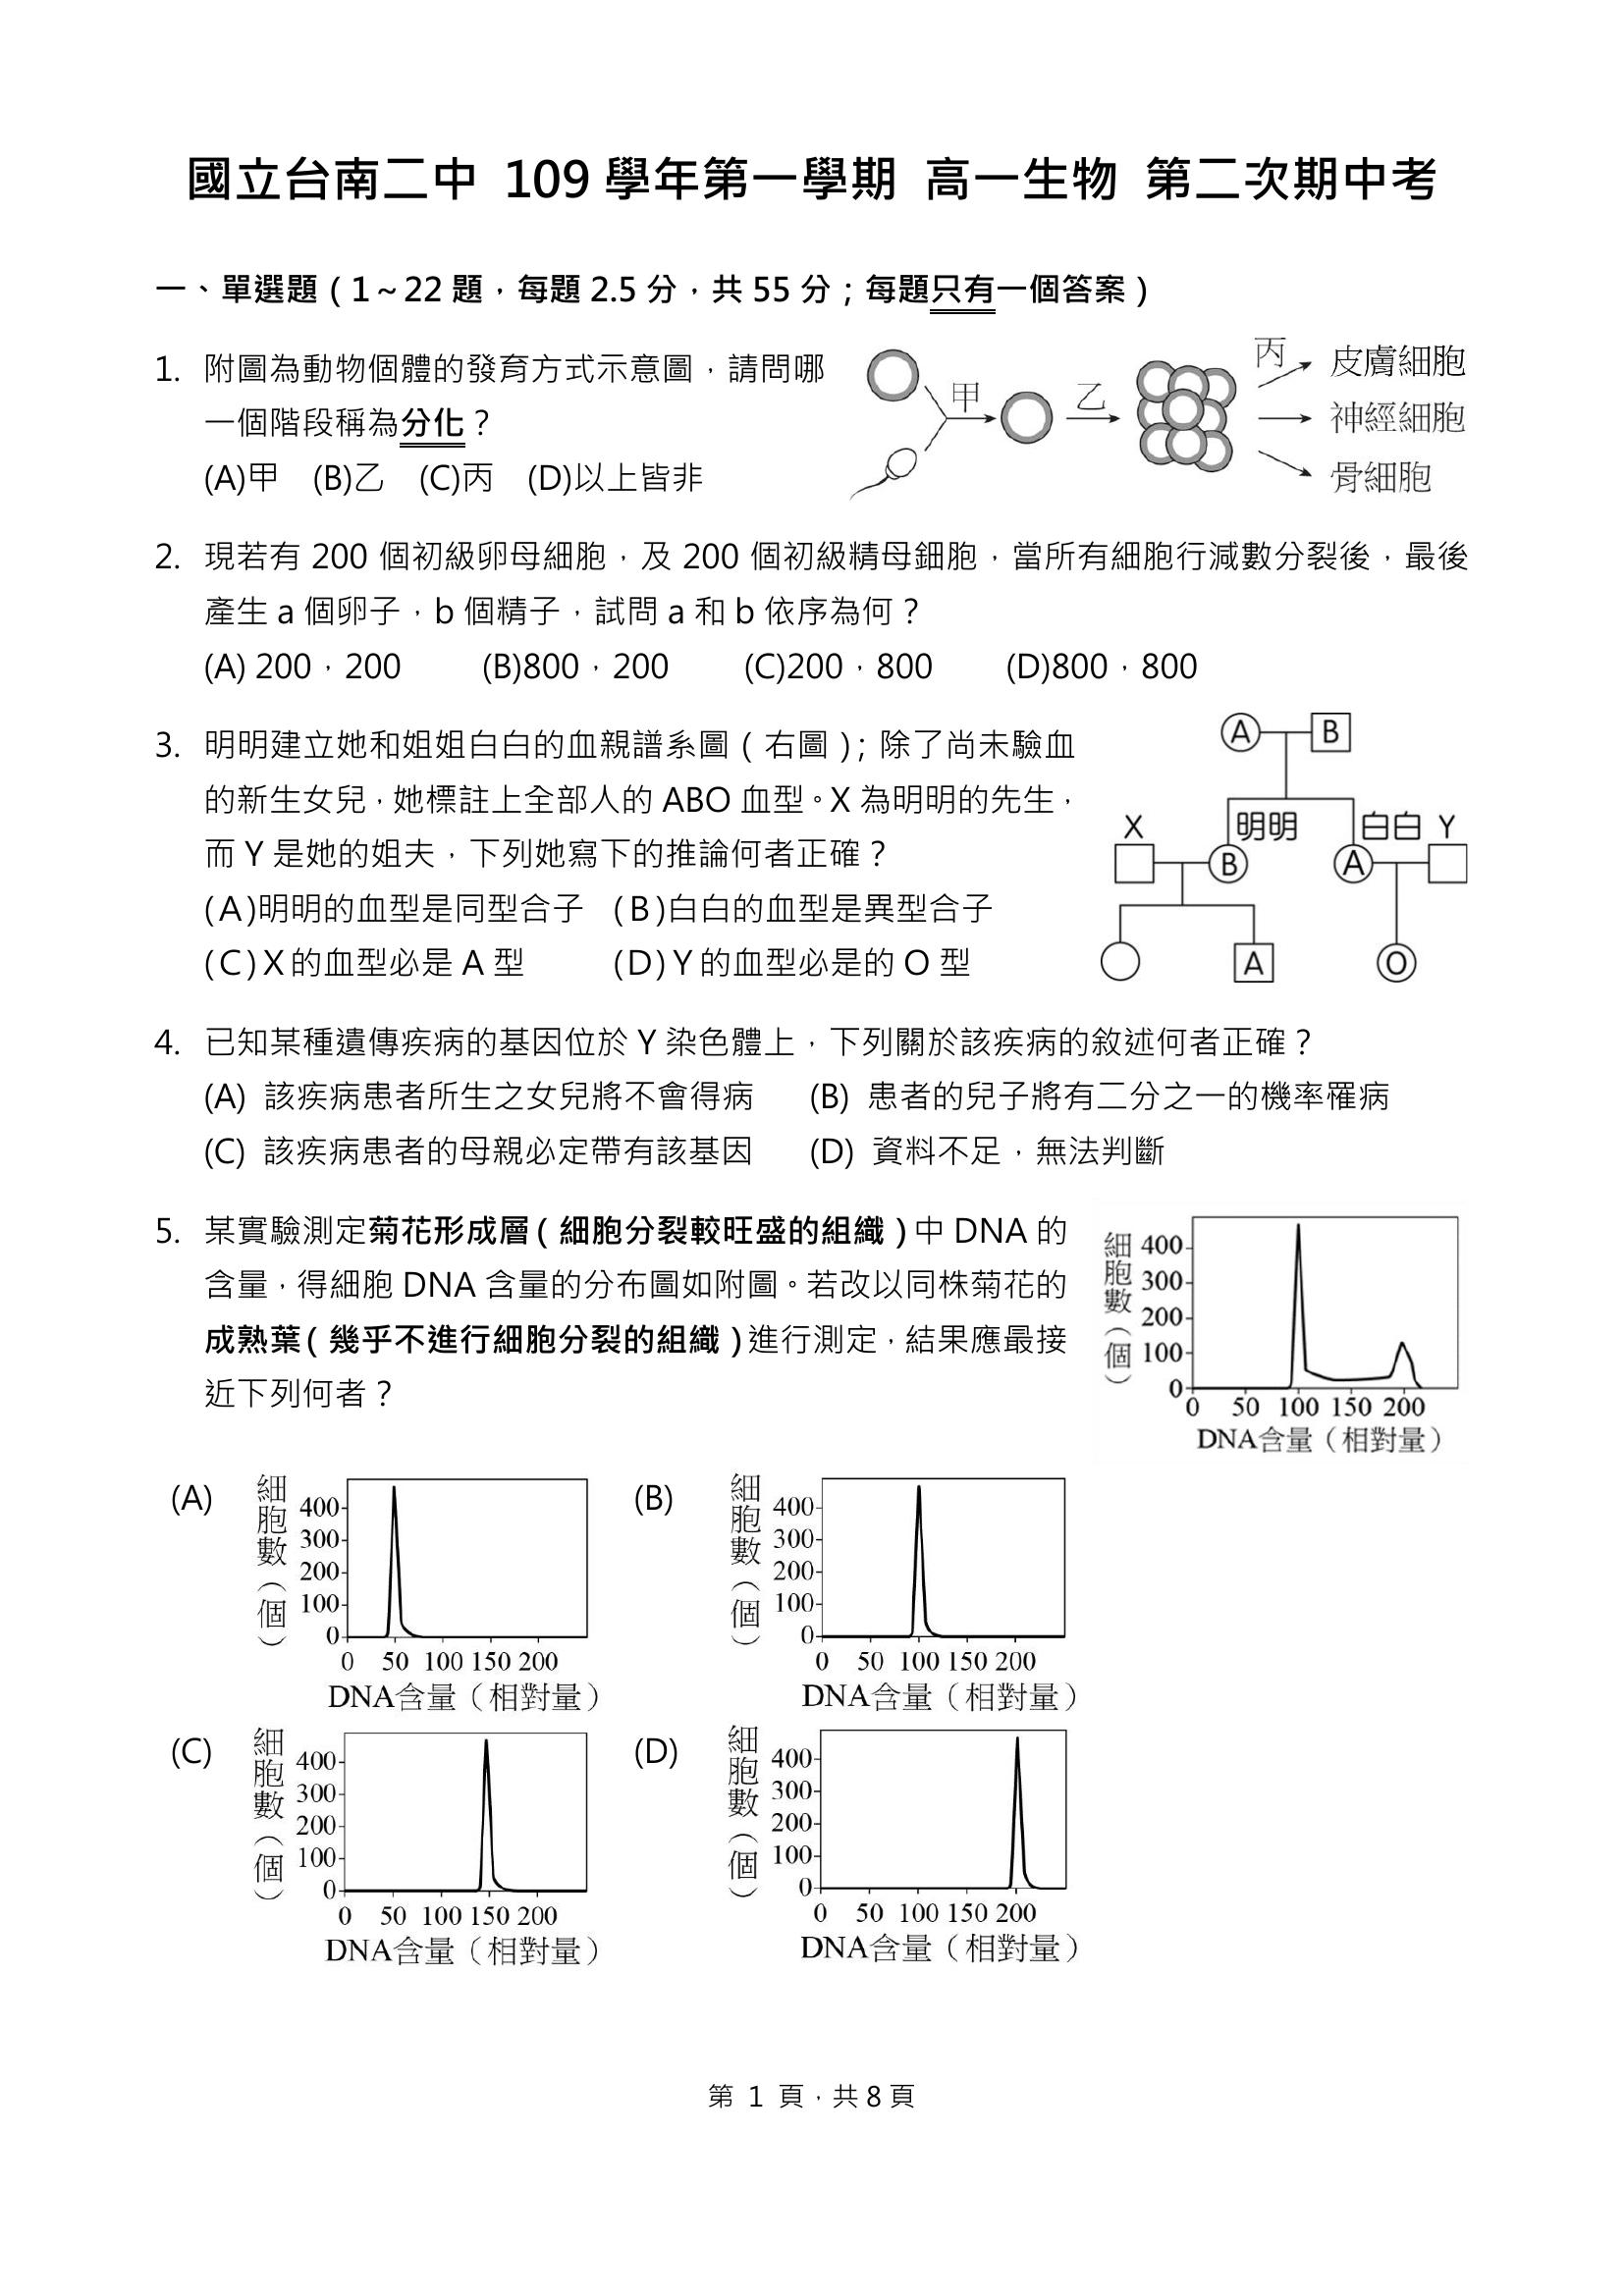 國立台南二中 109 學年第一學期 高一生物 第二次期中考
一、單選題（1～22 題，每題 2.5 分，共 55 分；每題只有一個答案）
1. 附圖為動物個體的發育方式示意圖，請問哪
一個階段稱為分化？
(A)甲 (B)乙 (C)丙 (D)以上皆非
甲
乙
丙
皮膚細胞
神經細胞
骨細胞
2. 現若有 200 個初級卵母細胞，及 200 個初級精母鈿胞，當所有細胞行減數分裂後，最後
產生 a 個卵子，b 個精子，試問 a 和 b 依序為何？
(A) 200，200 (B)800，200 (C)200，800 (D)800，800
3. 明明建立她和姐姐白白的血親譜系圖（右圖）；除了尚未驗血
的新生女兒，她標註上全部人的 ABO 血型。X 為明明的先生，
而 Y 是她的姐夫，下列她寫下的推論何者正確？
(A)明明的血型是同型合子 (B)白白的血型是異型合子
(C)X的血型必是 A 型 (D)Y的血型必是的 O 型
A B
X 明明 白白 Y
B A
A O
4. 已知某種遺傳疾病的基因位於 Y 染色體上，下列關於該疾病的敘述何者正確？
(A) 該疾病患者所生之女兒將不會得病 (B) 患者的兒子將有二分之一的機率罹病
(C) 該疾病患者的母親必定帶有該基因 (D) 資料不足，無法判斷
5. 某實驗測定菊花形成層（細胞分裂較旺盛的組織）中 DNA 的
含量，得細胞 DNA 含量的分布圖如附圖。若改以同株菊花的
成熟葉（幾乎不進行細胞分裂的組織）進行測定，結果應最接
近下列何者？
細胞數（個）
400
300
200
100
0
0 50 100 150 200
DNA含量（相對量）
(A)
細胞數（個）
400
300
200
100
0
0 50 100 150 200
DNA含量（相對量）
(B)
細胞數（個）
400
300
200
100
0
0 50 100 150 200
DNA含量（相對量）
(C)
細胞數（個）
400
300
200
100
0
0 50 100 150 200
DNA含量（相對量）
(D)
細胞數（個）
400
300
200
100
0
0 50 100 150 200
DNA含量（相對量）
第 1 頁，共 8 頁